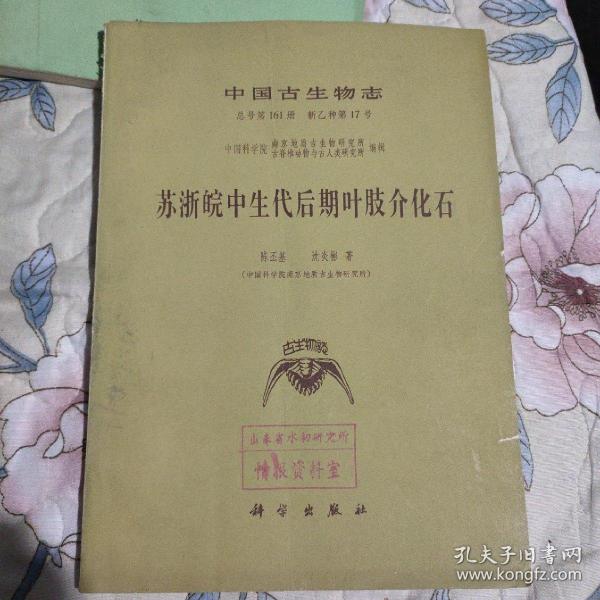 中国古生物志
总号第161册 新乙种第17号
中国科学院 南京地质古生物研究所 编辑
古脊椎动物与古人类研究所
苏浙皖中生代后期叶肢介化石
陈丕基 沈炎彬 著
(中国科学院南京地质古生物研究所)
古生物志
山东省水利研究所
情报资料室
科学出版社
孔夫子旧书网
www.kongfz.com